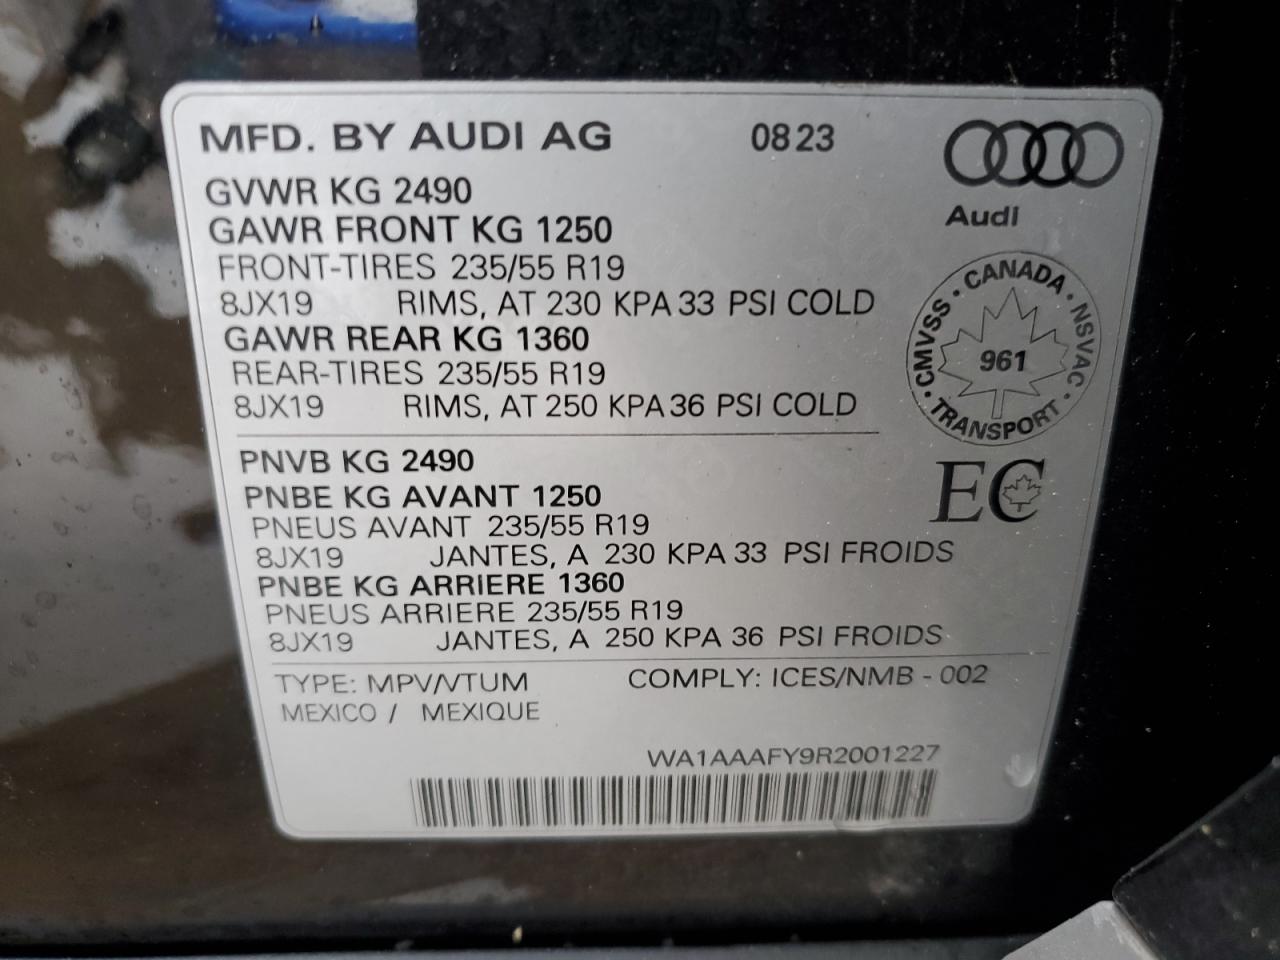 MFD. BY AUDI AG 0823
Audi
GVWR KG 2490
GAWR FRONT KG 1250
FRONT-TIRES 235/55 R19
8JX19 RIMS, AT 230 KPA 33 PSI COLD
GAWR REAR KG 1360
REAR-TIRES 235/55 R19
8JX19 RIMS, AT 250 KPA 36 PSI COLD
CMVSS · CANADA · NSVAC · TRANSPORT ·
961
EC
PNVB KG 2490
PNBE KG AVANT 1250
PNEUS AVANT 235/55 R19
8JX19 JANTES, A 230 KPA 33 PSI FROIDS
PNBE KG ARRIERE 1360
PNEUS ARRIERE 235/55 R19
8JX19 JANTES, A 250 KPA 36 PSI FROIDS
TYPE: MPV/VTUM COMPLY: ICES/NMB - 002
MEXICO / MEXIQUE
WA1AAAFY9R2001227